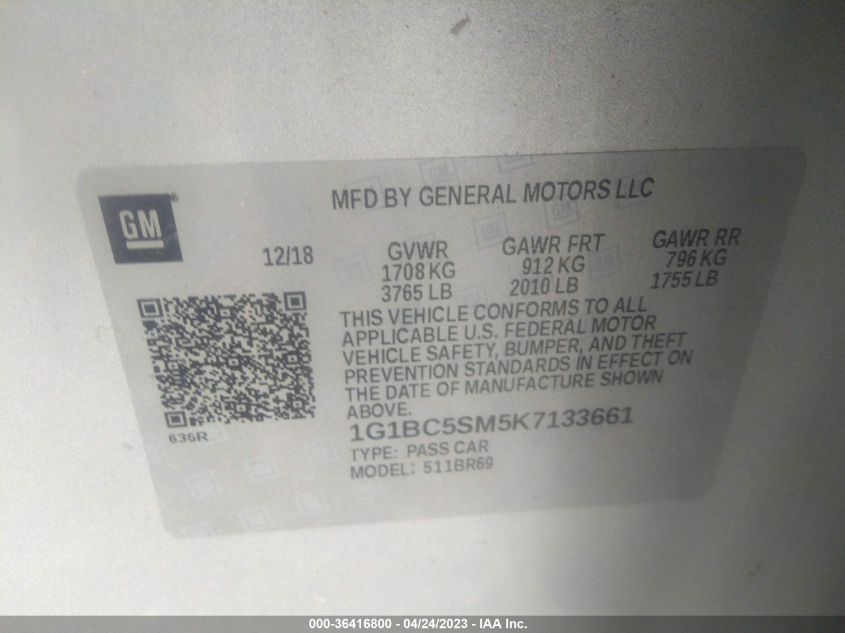 GM
MFD BY GENERAL MOTORS LLC
12/18
GVWR
1708 KG
3765 LB
GAWR FRT
912 KG
2010 LB
GAWR RR
796 KG
1755 LB
THIS VEHICLE CONFORMS TO ALL
APPLICABLE U.S. FEDERAL MOTOR
VEHICLE SAFETY, BUMPER, AND THEFT
PREVENTION STANDARDS IN EFFECT ON
THE DATE OF MANUFACTURE SHOWN
ABOVE.
636R
1G1BC5SM5K7133661
TYPE: PASS CAR
MODEL: 511BR69
000-36416800 - 04/24/2023 - IAA Inc.